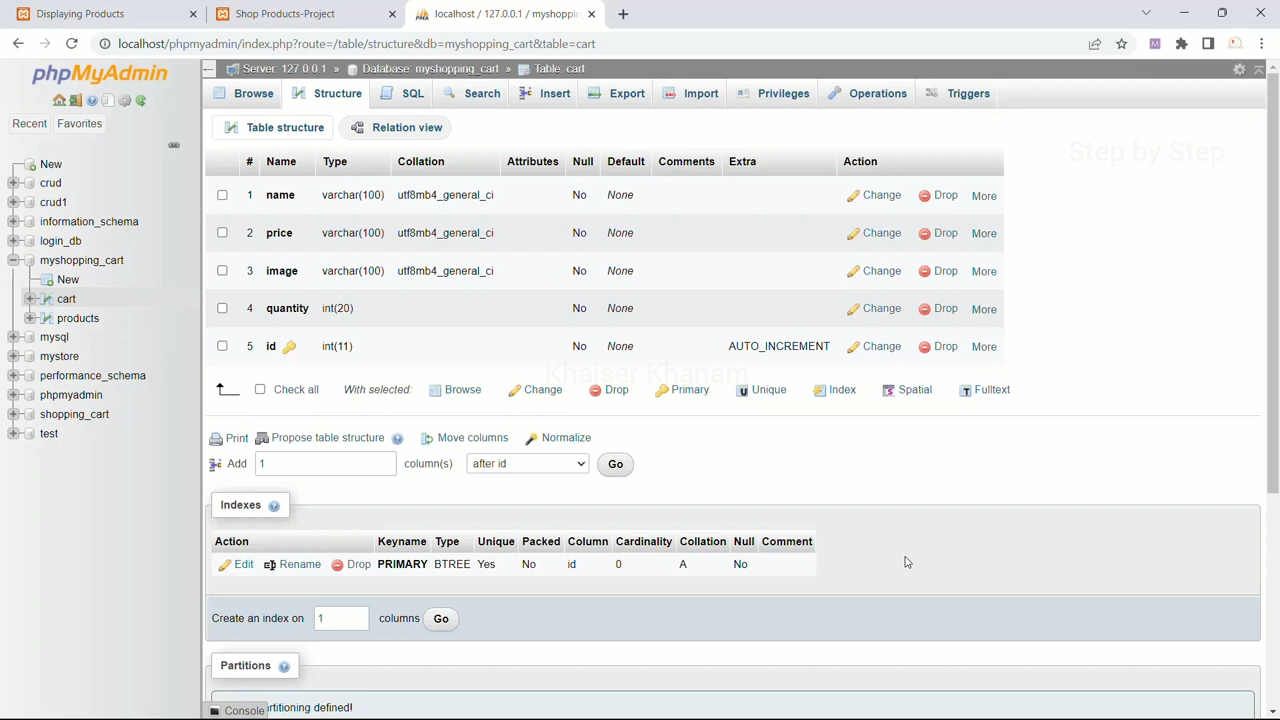 Displaying Products
Shop Products-Project
localhost / 127.0.0.1 / myshoppin
localhost/phpmyadmin/index.php?route=/table/structure&db=myshopping_cart&table=cart
phpMyAdmin
Recent Favorites
New
crud
crud1
information_schema
login_db
myshopping_cart
New
cart
products
mysql
mystore
performance_schema
phpmyadmin
shopping_cart
test
Server: 127.0.0.1 » Database: myshopping_cart » Table: cart
Browse Structure SQL Search Insert Export Import Privileges Operations Triggers
Table structure Relation view
Step by Step
# Name Type Collation Attributes Null Default Comments Extra Action
1 name varchar(100) utf8mb4_general_ci No None Change Drop More
2 price varchar(100) utf8mb4_general_ci No None Change Drop More
3 image varchar(100) utf8mb4_general_ci No None Change Drop More
4 quantity int(20) No None Change Drop More
5 id int(11) No None AUTO_INCREMENT Change Drop More
Khaiser Khanam
Check all With selected: Browse Change Drop Primary Unique Index Spatial Fulltext
Print Propose table structure Move columns Normalize
Add 1 column(s) after id Go
Indexes
Action Keyname Type Unique Packed Column Cardinality Collation Null Comment
Edit Rename Drop PRIMARY BTREE Yes No id 0 A No
Create an index on 1 columns Go
Partitions
Console rtitioning defined!